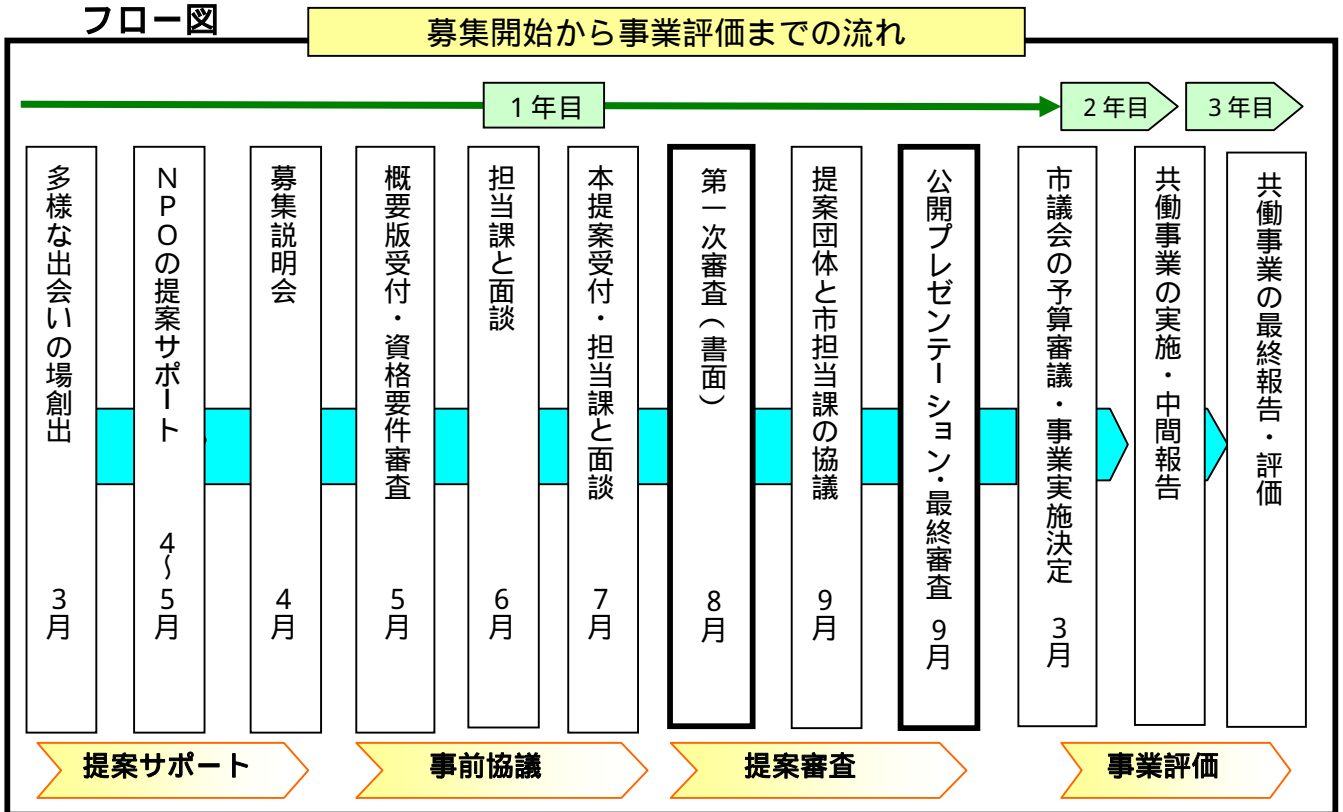 フロー図
募集開始から事業評価までの流れ
1年目
2年目
3年目
多様な出会いの場創出 3月
NPOの提案サポート 4~5月
募集説明会 4月
概要版受付・資格要件審査 5月
担当課と面談 6月
本提案受付・担当課と面談 7月
第一次審査(書面) 8月
提案団体と市担当課の協議 9月
公開プレゼンテーション・最終審査 9月
市議会の予算審議・事業実施決定 3月
共働事業の実施・中間報告
共働事業の最終報告・評価
提案サポート
事前協議
提案審査
事業評価